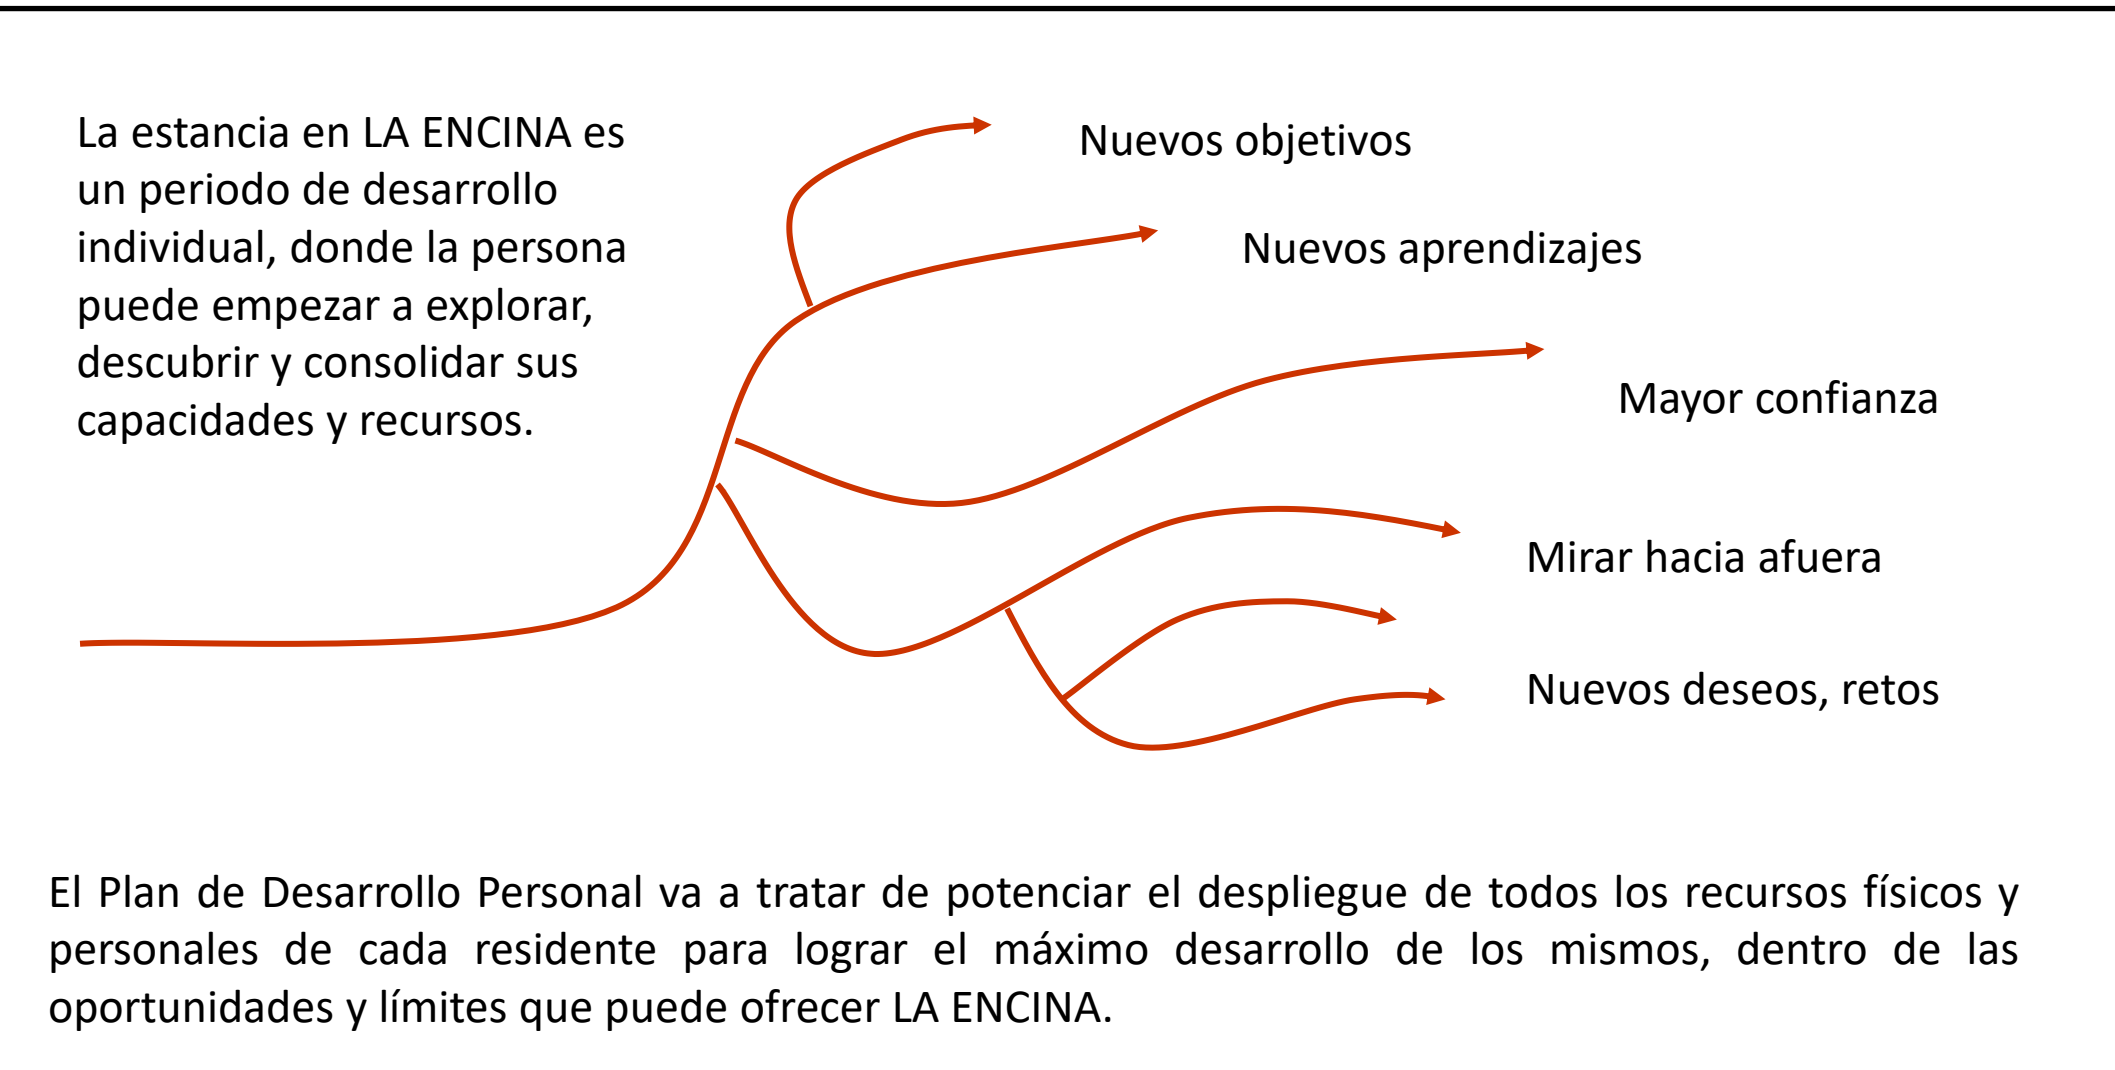 La estancia en LA ENCINA es
un periodo de desarrollo
individual, donde la persona
puede empezar a explorar,
descubrir y consolidar sus
capacidades y recursos.
Nuevos objetivos
Nuevos aprendizajes
Mayor confianza
Mirar hacia afuera
Nuevos deseos, retos
El Plan de Desarrollo Personal va a tratar de potenciar el despliegue de todos los recursos físicos y
personales de cada residente para lograr el máximo desarrollo de los mismos, dentro de las
oportunidades y límites que puede ofrecer LA ENCINA.